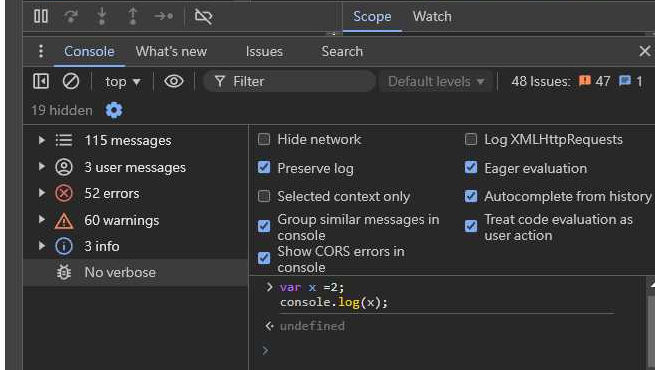 Scope Watch
Console What's new Issues Search
top Filter Default levels 48 Issues: 47 1
19 hidden
115 messages
3 user messages
52 errors
60 warnings
3 info
No verbose
Hide network Log XMLHttpRequests
Preserve log Eager evaluation
Selected context only Autocomplete from history
Group similar messages in console
Treat code evaluation as user action
Show CORS errors in console
var x =2;
console.log(x);
undefined